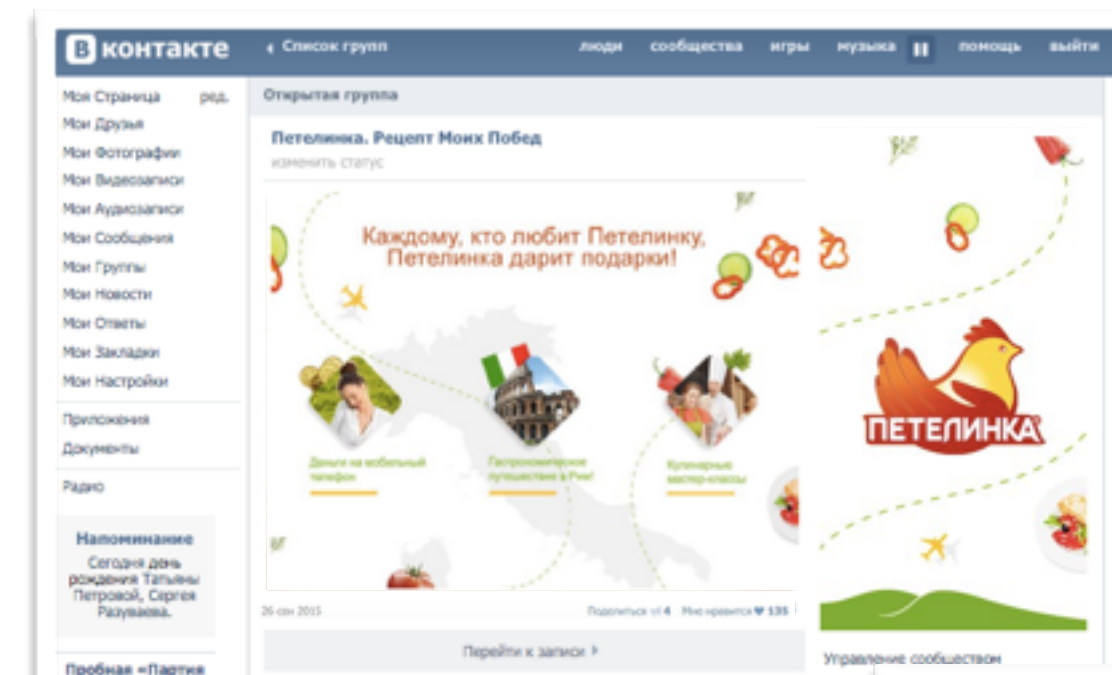 В контакте
Список групп
люди сообщества игры музыка помощь выйти
Моя Страница ред.
Мои Друзья
Мои Фотографии
Мои Видеозаписи
Мои Аудиозаписи
Мои Сообщения
Мои Группы
Мои Новости
Мои Ответы
Мои Закладки
Мои Настройки
Приложения
Документы
Радио
Напоминание
Сегодня день
рождения Татьяны
Петровой, Сергея
Разуваева.
Пробная «Партия
Открытая группа
Петелинка. Рецепт Моих Побед
изменить статус
Каждому, кто любит Петелинку,
Петелинка дарит подарки!
Деньги на мобильный
телефон
Гастрономическое
путешествие в Рим!
Кулинарные
мастер-классы
26 сен 2015
Поделиться 4 Мне нравится 135
Перейти к записи
ПЕТЕЛИНКА
Управление сообществом